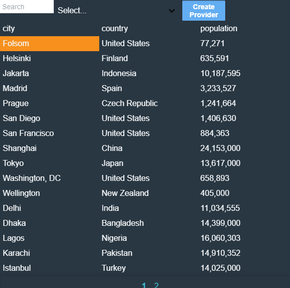 Search Select... Create Provider
city country population
Folsom United States 77,271
Helsinki Finland 635,591
Jakarta Indonesia 10,187,595
Madrid Spain 3,233,527
Prague Czech Republic 1,241,664
San Diego United States 1,406,630
San Francisco United States 884,363
Shanghai China 24,153,000
Tokyo Japan 13,617,000
Washington, DC United States 658,893
Wellington New Zealand 405,000
Delhi India 11,034,555
Dhaka Bangladesh 14,399,000
Lagos Nigeria 16,060,303
Karachi Pakistan 14,910,352
Istanbul Turkey 14,025,000
1 2